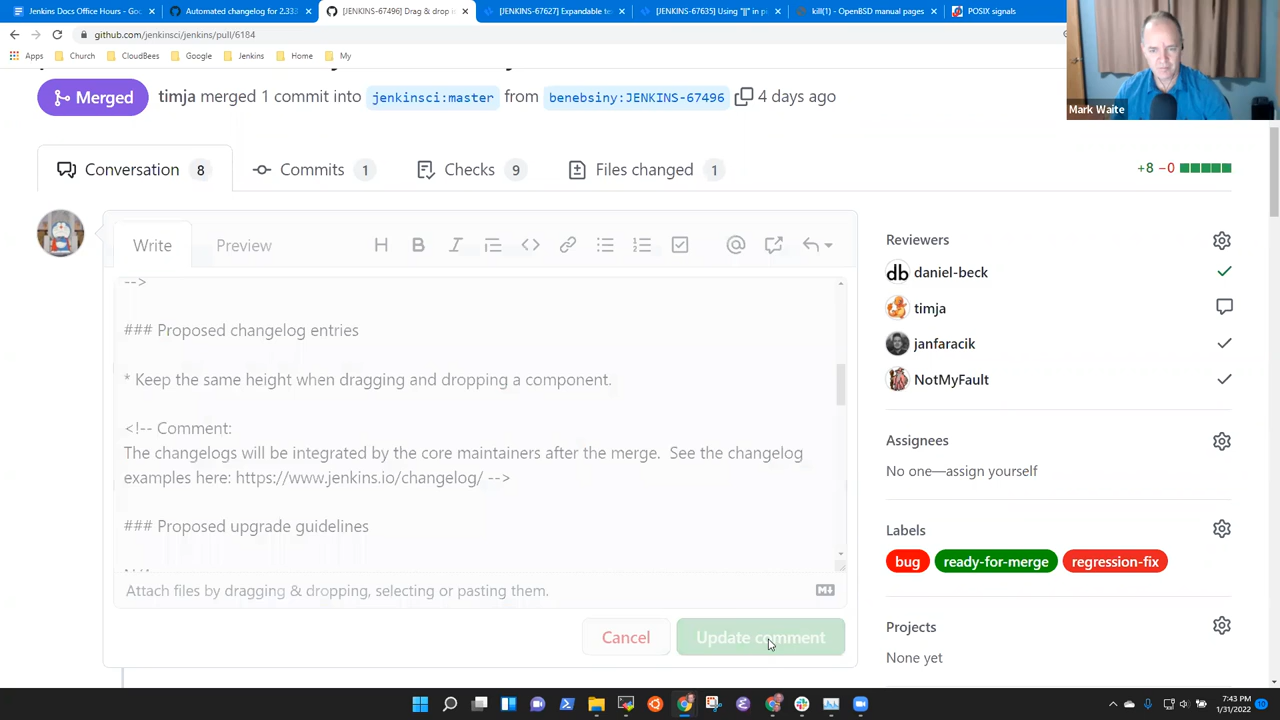 Jenkins Docs Office Hours - Goo
Automated changelog for 2.33
[JENKINS-67496] Drag & drop i
[JENKINS-67627] Expandable te
[JENKINS-67635] Using "||" in p
kill(1) - OpenBSD manual pages
POSIX signals
github.com/jenkinsci/jenkins/pull/6184
Apps Church CloudBees Google Jenkins Home My
Mark Waite
Merged timja merged 1 commit into jenkinsci:master from benebsiny:JENKINS-67496 4 days ago
Conversation 8 Commits 1 Checks 9 Files changed 1 +8 −0
Write Preview
-->
### Proposed changelog entries
* Keep the same height when dragging and dropping a component.
<!-- Comment:
The changelogs will be integrated by the core maintainers after the merge. See the changelog
examples here: https://www.jenkins.io/changelog/ -->
### Proposed upgrade guidelines
Attach files by dragging & dropping, selecting or pasting them.
Cancel Update comment
Reviewers
db daniel-beck
timja
janfaracik
NotMyFault
Assignees
No one—assign yourself
Labels
bug ready-for-merge regression-fix
Projects
None yet
7:43 PM
1/31/2022